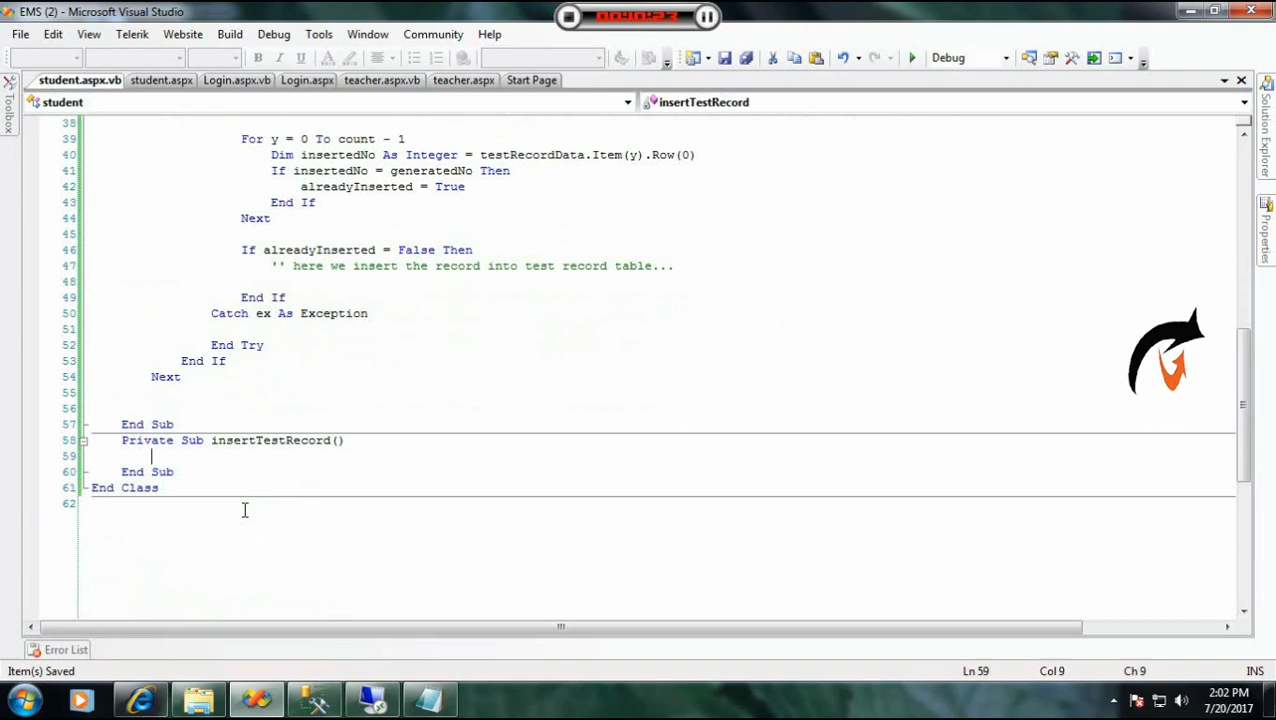 EMS (2) - Microsoft Visual Studio
00:10:23
File Edit View Telerik Website Build Debug Tools Window Community Help
Debug
student.aspx.vb student.aspx Login.aspx.vb Login.aspx teacher.aspx.vb teacher.aspx Start Page
student insertTestRecord
Toolbox
Solution Explorer
Properties
38
39 For y = 0 To count - 1
40 Dim insertedNo As Integer = testRecordData.Item(y).Row(0)
41 If insertedNo = generatedNo Then
42 alreadyInserted = True
43 End If
44 Next
45
46 If alreadyInserted = False Then
47 '' here we insert the record into test record table...
48
49 End If
50 Catch ex As Exception
51
52 End Try
53 End If
54 Next
55
56
57 End Sub
58 Private Sub insertTestRecord()
59
60 End Sub
61 End Class
62
Error List
Item(s) Saved Ln 59 Col 9 Ch 9 INS
2:02 PM
7/20/2017